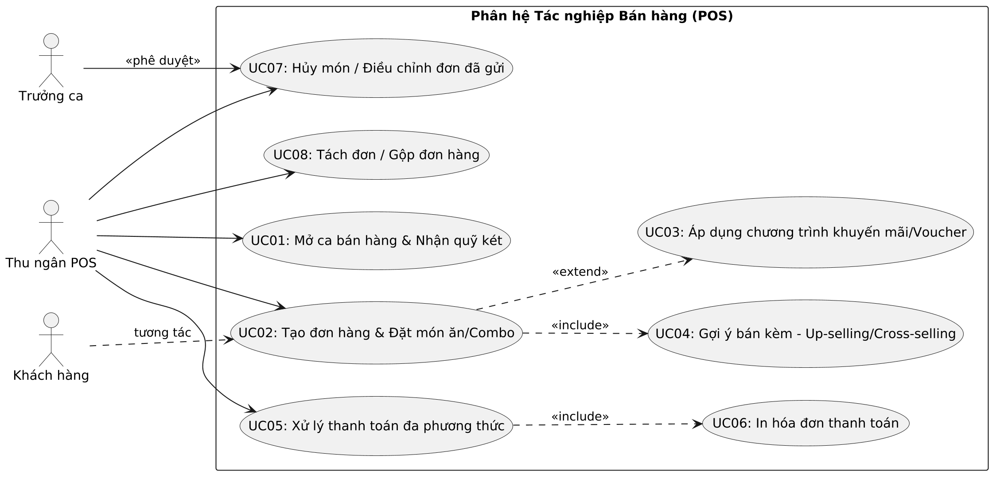 Phân hệ Tác nghiệp Bán hàng (POS)
«phê duyệt»
UC07: Hủy món / Điều chỉnh đơn đã gửi
Trưởng ca
UC08: Tách đơn / Gộp đơn hàng
UC03: Áp dụng chương trình khuyến mãi/Voucher
UC01: Mở ca bán hàng & Nhận quỹ két
Thu ngân POS
«extend»
«include»
tương tác
UC02: Tạo đơn hàng & Đặt món ăn/Combo
UC04: Gợi ý bán kèm - Up-selling/Cross-selling
Khách hàng
«include»
UC05: Xử lý thanh toán đa phương thức
UC06: In hóa đơn thanh toán